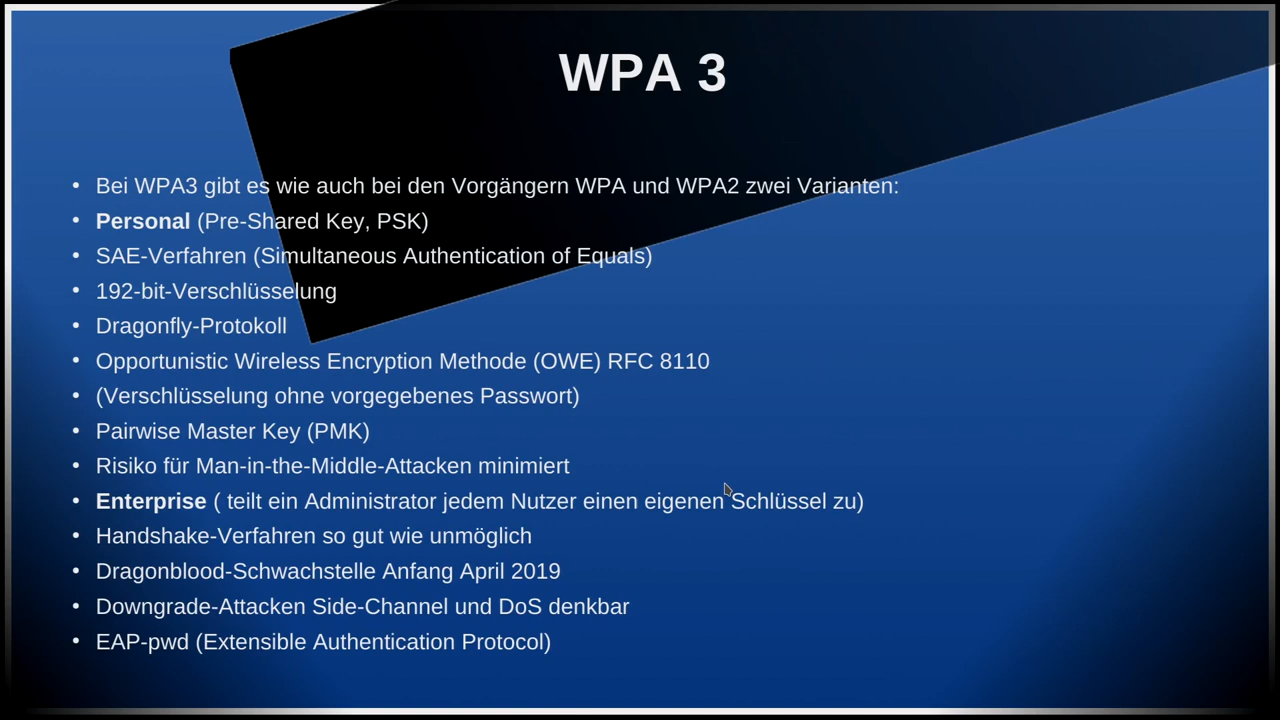 WPA 3
• Bei WPA3 gibt es wie auch bei den Vorgängern WPA und WPA2 zwei Varianten:
• Personal (Pre-Shared Key, PSK)
• SAE-Verfahren (Simultaneous Authentication of Equals)
• 192-bit-Verschlüsselung
• Dragonfly-Protokoll
• Opportunistic Wireless Encryption Methode (OWE) RFC 8110
• (Verschlüsselung ohne vorgegebenes Passwort)
• Pairwise Master Key (PMK)
• Risiko für Man-in-the-Middle-Attacken minimiert
• Enterprise ( teilt ein Administrator jedem Nutzer einen eigenen Schlüssel zu)
• Handshake-Verfahren so gut wie unmöglich
• Dragonblood-Schwachstelle Anfang April 2019
• Downgrade-Attacken Side-Channel und DoS denkbar
• EAP-pwd (Extensible Authentication Protocol)